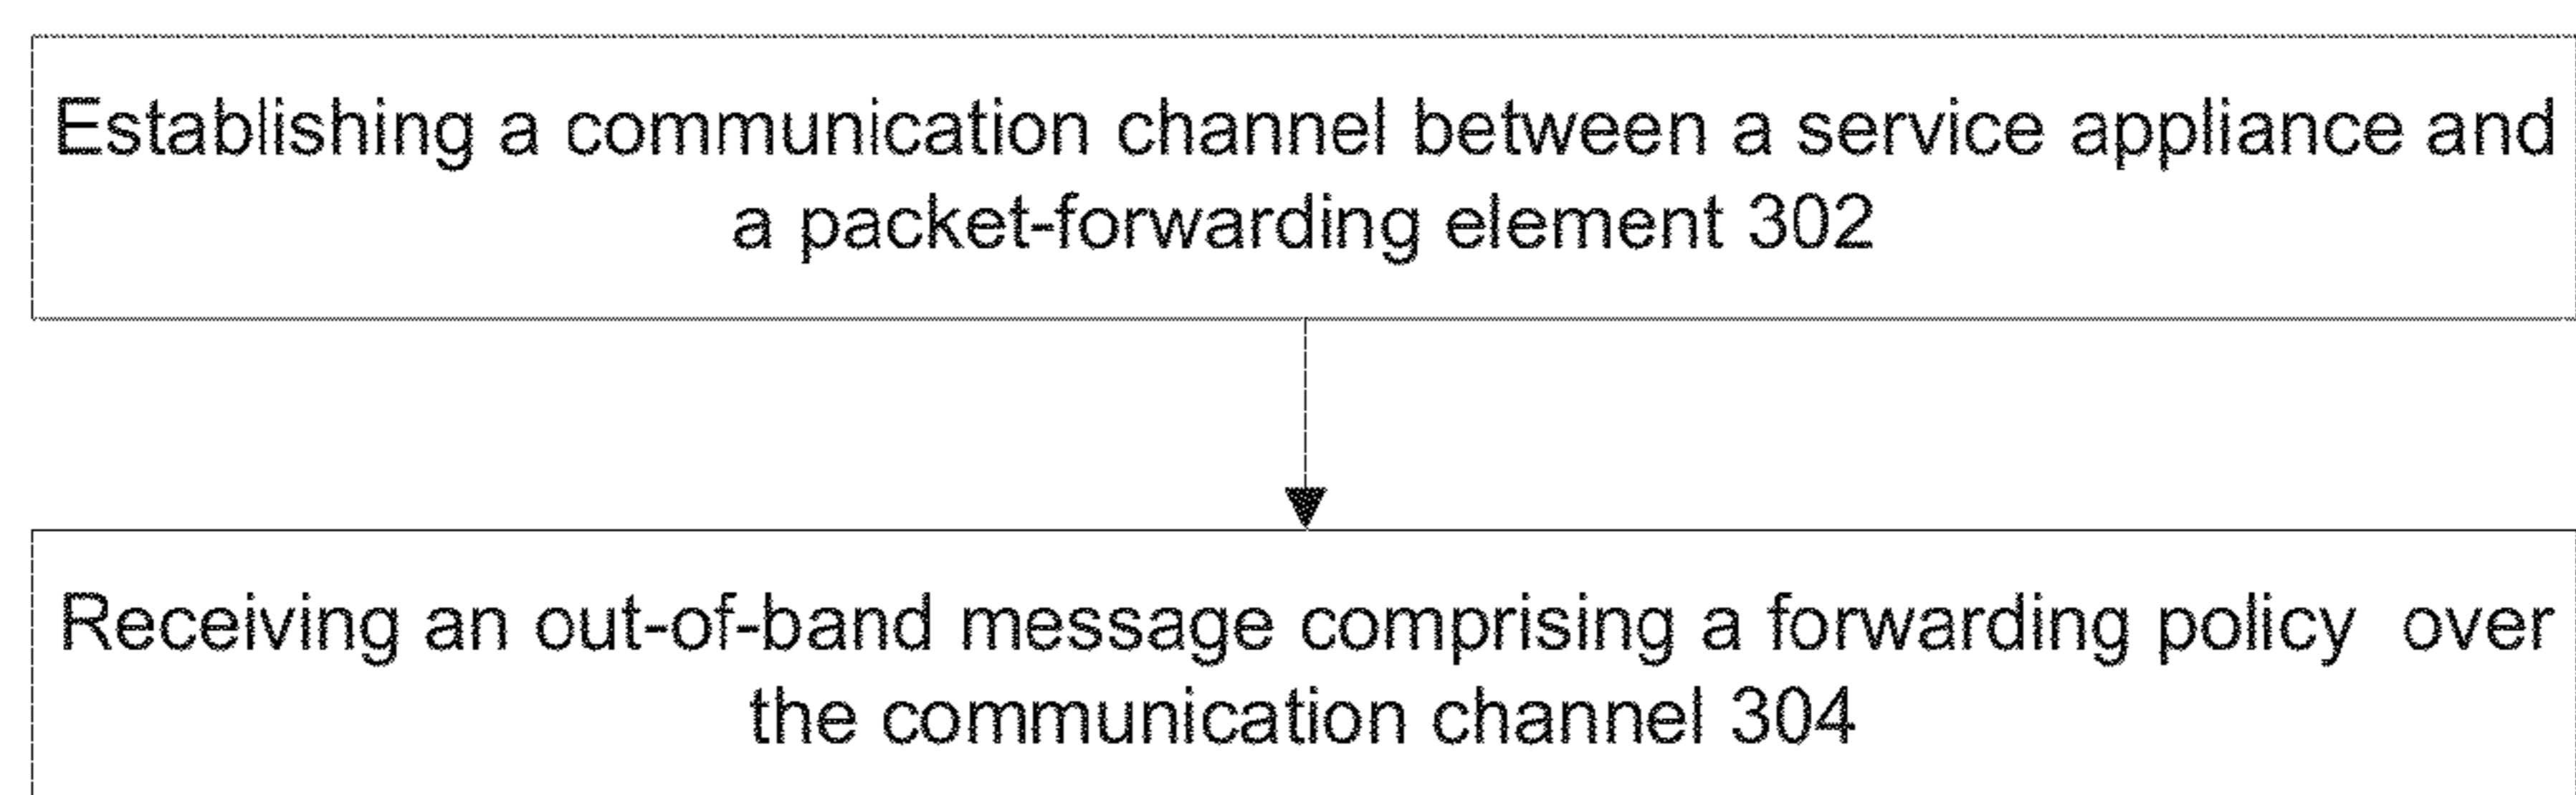 Establishing a communication channel between a service appliance and
a packet-forwarding element 302
Receiving an out-of-band message comprising a forwarding policy over
the communication channel 304